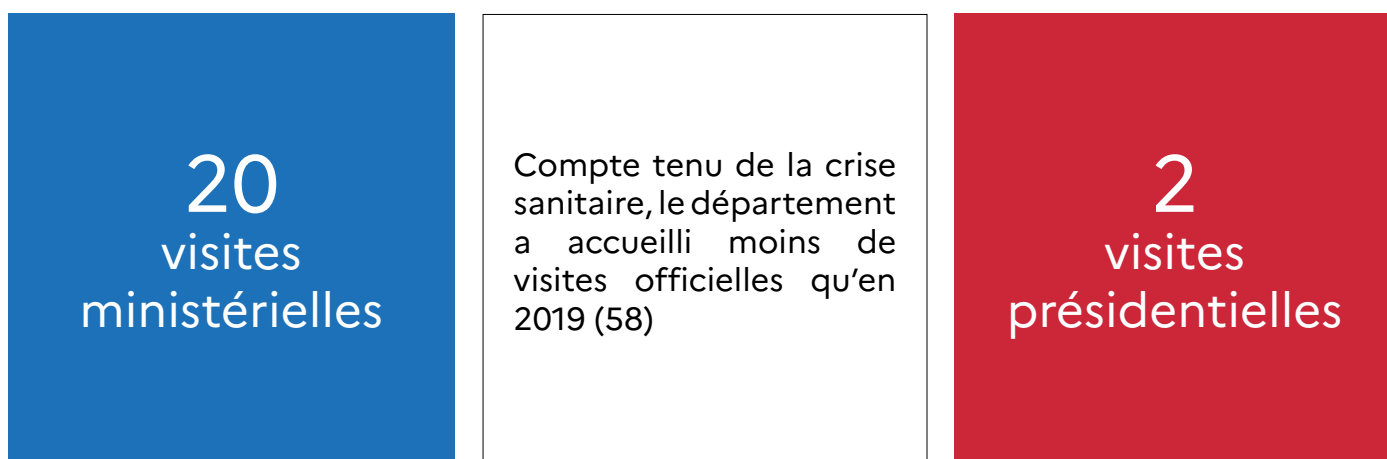 20
visites
ministérielles
Compte tenu de la crise
sanitaire, le département
a accueilli moins de
visites officielles qu’en
2019 (58)
2
visites
présidentielles